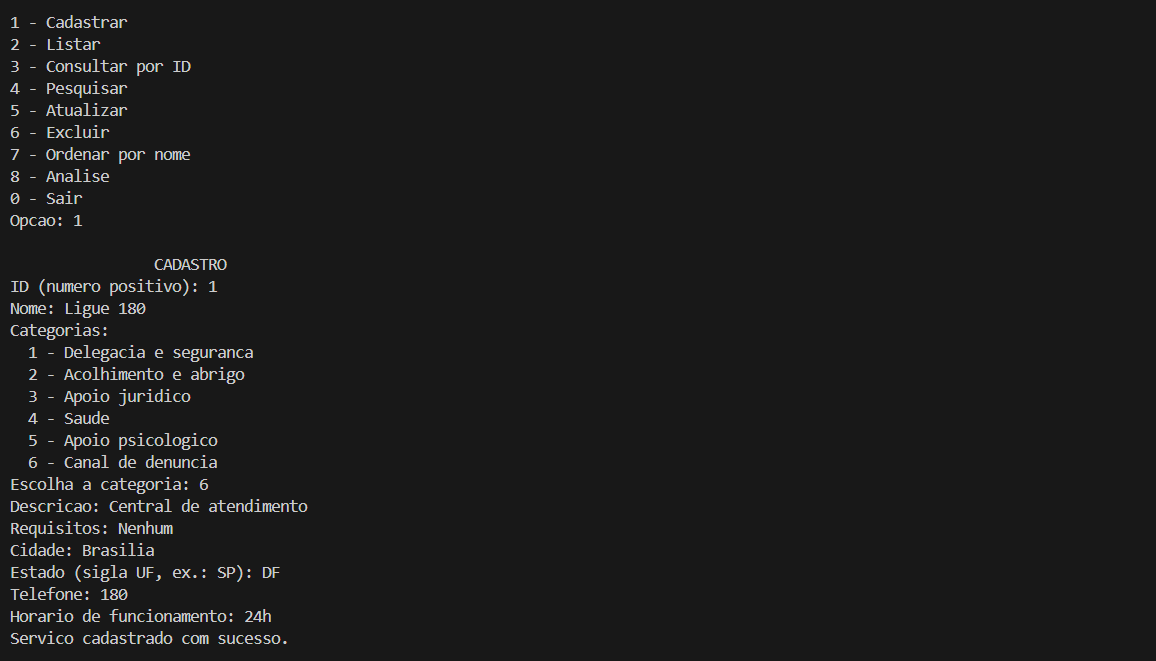 1 - Cadastrar
2 - Listar
3 - Consultar por ID
4 - Pesquisar
5 - Atualizar
6 - Excluir
7 - Ordenar por nome
8 - Analise
0 - Sair
Opcao: 1
CADASTRO
ID (numero positivo): 1
Nome: Ligue 180
Categorias:
1 - Delegacia e seguranca
2 - Acolhimento e abrigo
3 - Apoio juridico
4 - Saude
5 - Apoio psicologico
6 - Canal de denuncia
Escolha a categoria: 6
Descricao: Central de atendimento
Requisitos: Nenhum
Cidade: Brasilia
Estado (sigla UF, ex.: SP): DF
Telefone: 180
Horario de funcionamento: 24h
Servico cadastrado com sucesso.